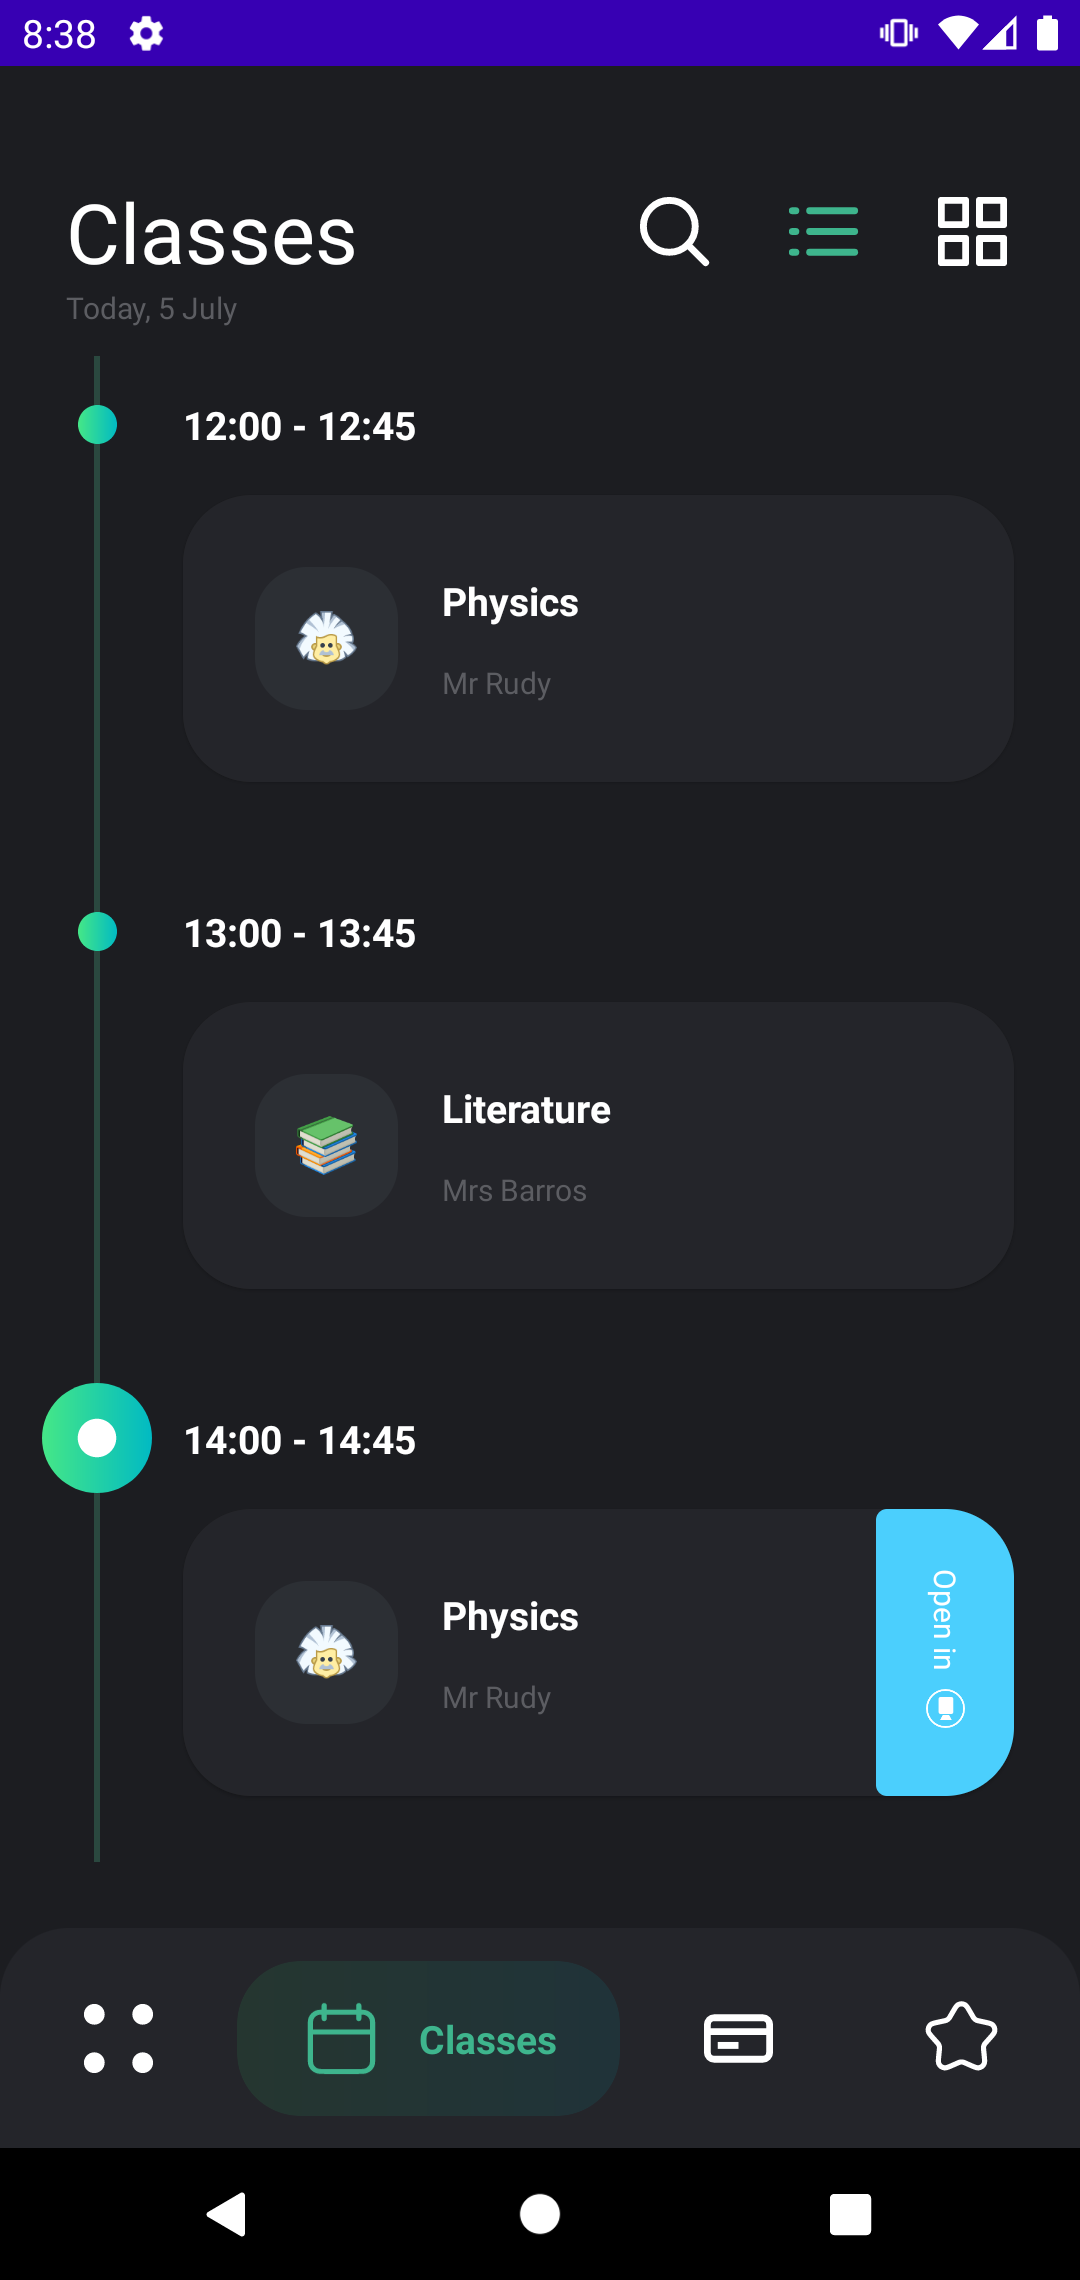 8:38
Classes
Today, 5 July
12:00 - 12:45
Physics
Mr Rudy
13:00 - 13:45
Literature
Mrs Barros
14:00 - 14:45
Physics
Mr Rudy
Open in
Classes